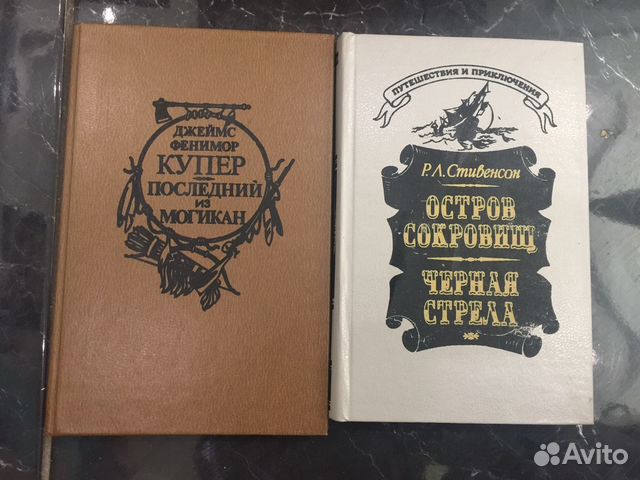 ДЖЕЙМС
ФЕНИМОР
КУПЕР
ПОСЛЕДНИЙ
ИЗ
МОГИКАН
ПУТЕШЕСТВИЯ И ПРИКЛЮЧЕНИЯ
Р.Л.Стивенсон
ОСТРОВ
СОКРОВИЩ
ЧЕРНАЯ
СТРЕЛА
Avito